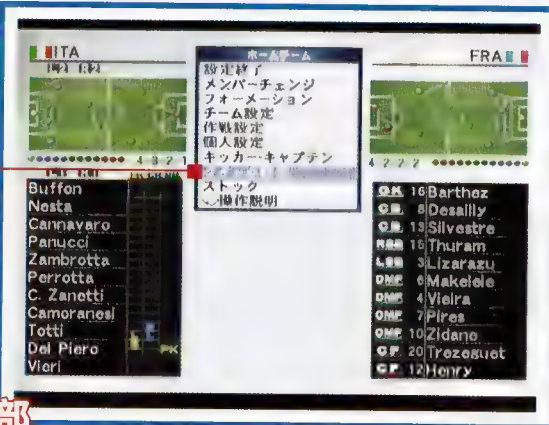 ITA
ホームチーム
FRA
設定終了
メンバーチェンジ
フォーメーション
チーム設定
作戦設定
個人設定
キッカー・キャプテン
ストック
操作説明
4 3 2 1
4 2 2 2
Buffon
Nesta
Cannavaro
Panucci
Zambrotta
Perrotta
C. Zanetti
Camoranesi
Totti
Del Piero
Vieri
PK
GK 16 Barthez
CB 8 Desailly
CB 13 Silvestre
RSB 15 Thuram
LSB 3 Lizarazu
DMF 6 Makelele
DMF 4 Vieira
OMF 7 Pires
OMF 10 Zidane
CF 20 Trezeguet
CF 12 Henry
部